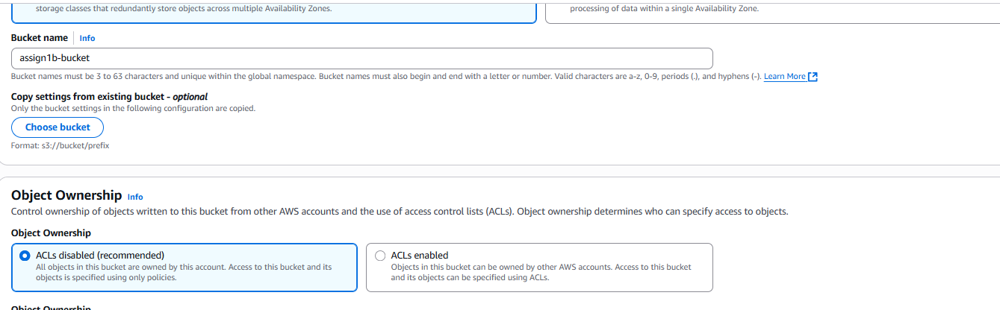 storage classes that redundantly store objects across multiple Availability Zones.
processing of data within a single Availability Zone.
Bucket name Info
assign1b-bucket
Bucket names must be 3 to 63 characters and unique within the global namespace. Bucket names must also begin and end with a letter or number. Valid characters are a-z, 0-9, periods (.), and hyphens (-). Learn More
Copy settings from existing bucket - optional
Only the bucket settings in the following configuration are copied.
Choose bucket
Format: s3://bucket/prefix
Object Ownership Info
Control ownership of objects written to this bucket from other AWS accounts and the use of access control lists (ACLs). Object ownership determines who can specify access to objects.
Object Ownership
ACLs disabled (recommended)
All objects in this bucket are owned by this account. Access to this bucket and its
objects is specified using only policies.
ACLs enabled
Objects in this bucket can be owned by other AWS accounts. Access to this bucket
and its objects can be specified using ACLs.
Object Ownership